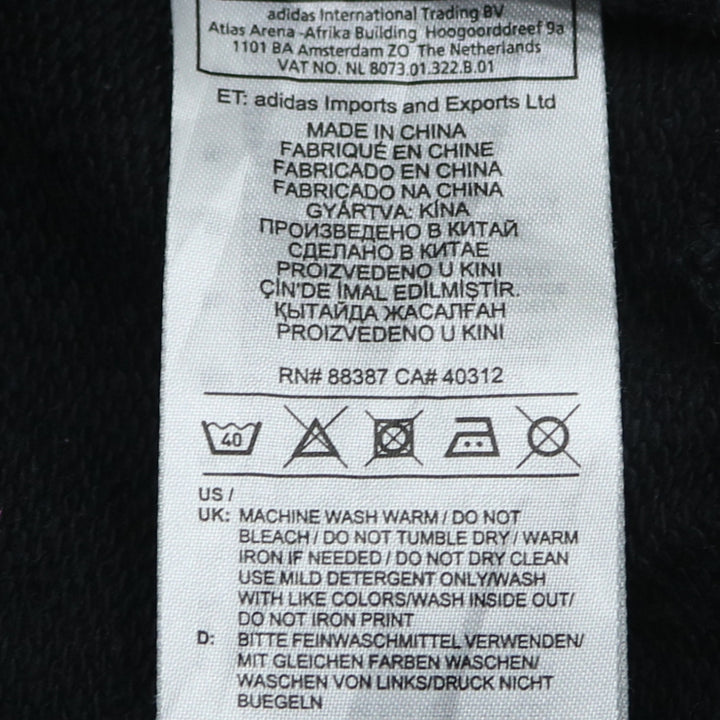 adidas International Trading BV
Atlas Arena -Afrika Building Hoogoorddreef 9a
1101 BA Amsterdam ZO The Netherlands
VAT NO. NL 8073.01.322.B.01
ET: adidas Imports and Exports Ltd
MADE IN CHINA
FABRIQUÉ EN CHINE
FABRICADO EN CHINA
FABRICADO NA CHINA
GYÁRTVA: KÍNA
ПРОИЗВЕДЕНО В КИТАЙ
СДЕЛАНО В КИТАЕ
PROIZVEDENO U KINI
ÇİN'DE İMAL EDİLMİŞTİR.
ҚЫТАЙДА ЖАСАЛҒАН
PROIZVEDENO U KINI
RN# 88387 CA# 40312
40
US /
UK: MACHINE WASH WARM / DO NOT
BLEACH / DO NOT TUMBLE DRY / WARM
IRON IF NEEDED / DO NOT DRY CLEAN
USE MILD DETERGENT ONLY/WASH
WITH LIKE COLORS/WASH INSIDE OUT/
DO NOT IRON PRINT
D: BITTE FEINWASCHMITTEL VERWENDEN/
MIT GLEICHEN FARBEN WASCHEN/
WASCHEN VON LINKS/DRUCK NICHT
BUEGELN